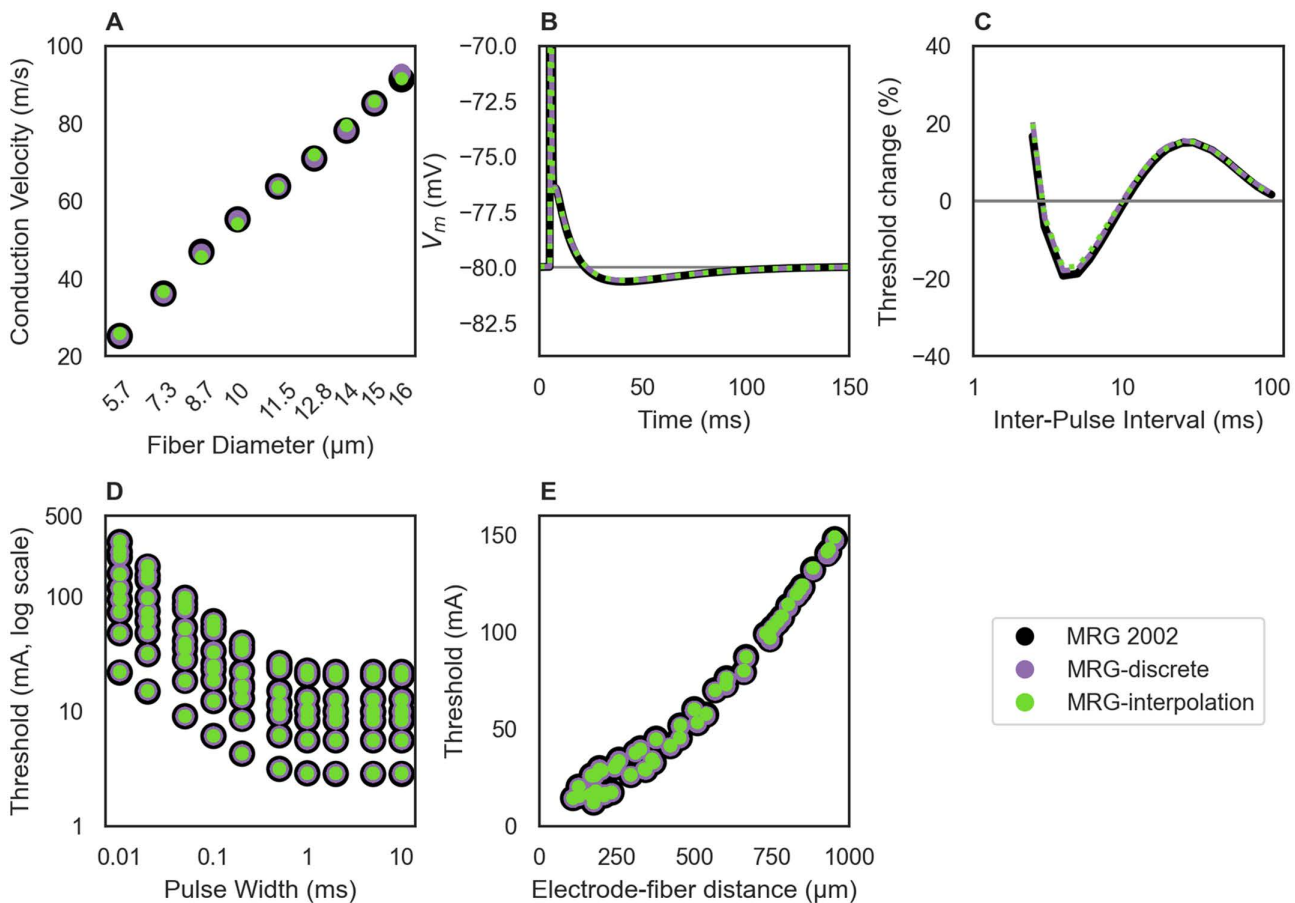 A
Conduction Velocity (m/s)
100
80
60
40
20
5.7
7.3
8.7
10
11.5
12.8
14
15
16
Fiber Diameter (µm)
B
Vm (mV)
−70.0
−72.5
−75.0
−77.5
−80.0
−82.5
0
50
100
150
Time (ms)
C
Threshold change (%)
40
20
0
−20
−40
1
10
100
Inter-Pulse Interval (ms)
D
Threshold (mA, log scale)
500
100
10
1
0.01
0.1
1
10
Pulse Width (ms)
E
Threshold (mA)
150
100
50
0
0
250
500
750
1000
Electrode-fiber distance (µm)
MRG 2002
MRG-discrete
MRG-interpolation